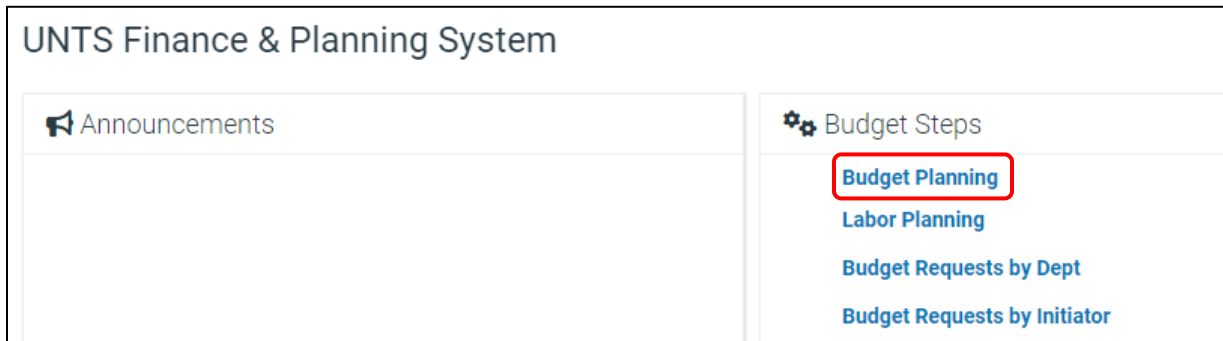 UNTS Finance & Planning System
Announcements
Budget Steps
Budget Planning
Labor Planning
Budget Requests by Dept
Budget Requests by Initiator